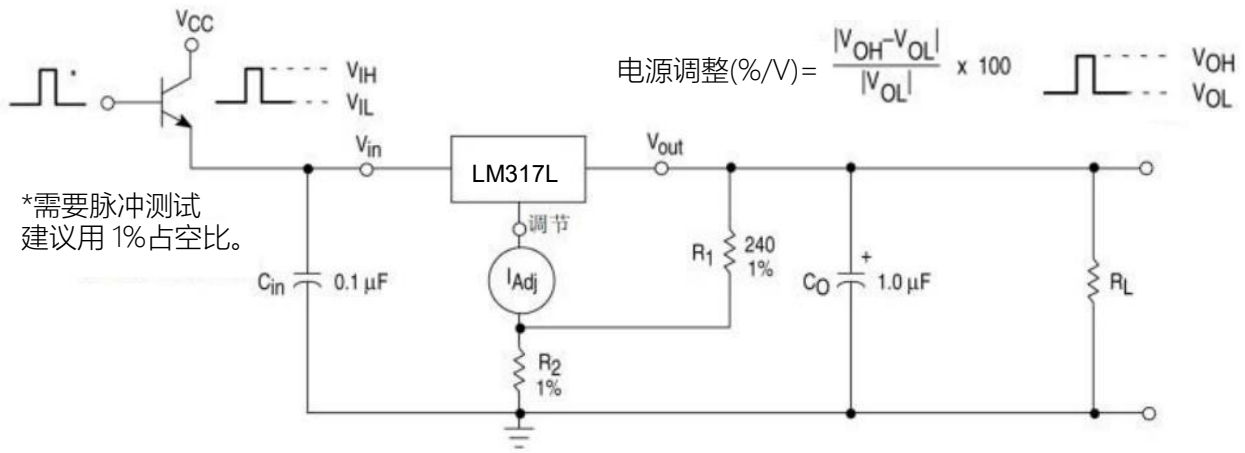 VCC
*
VIH
VIL
电源调整(%/V)= |VOH–VOL| / |VOL| x 100
VOH
VOL
Vin
LM317L
Vout
*需要脉冲测试
建议用 1%占空比。
调节
IAdj
Cin
0.1 μF
R1
240
1%
+
CO
1.0 μF
RL
R2
1%